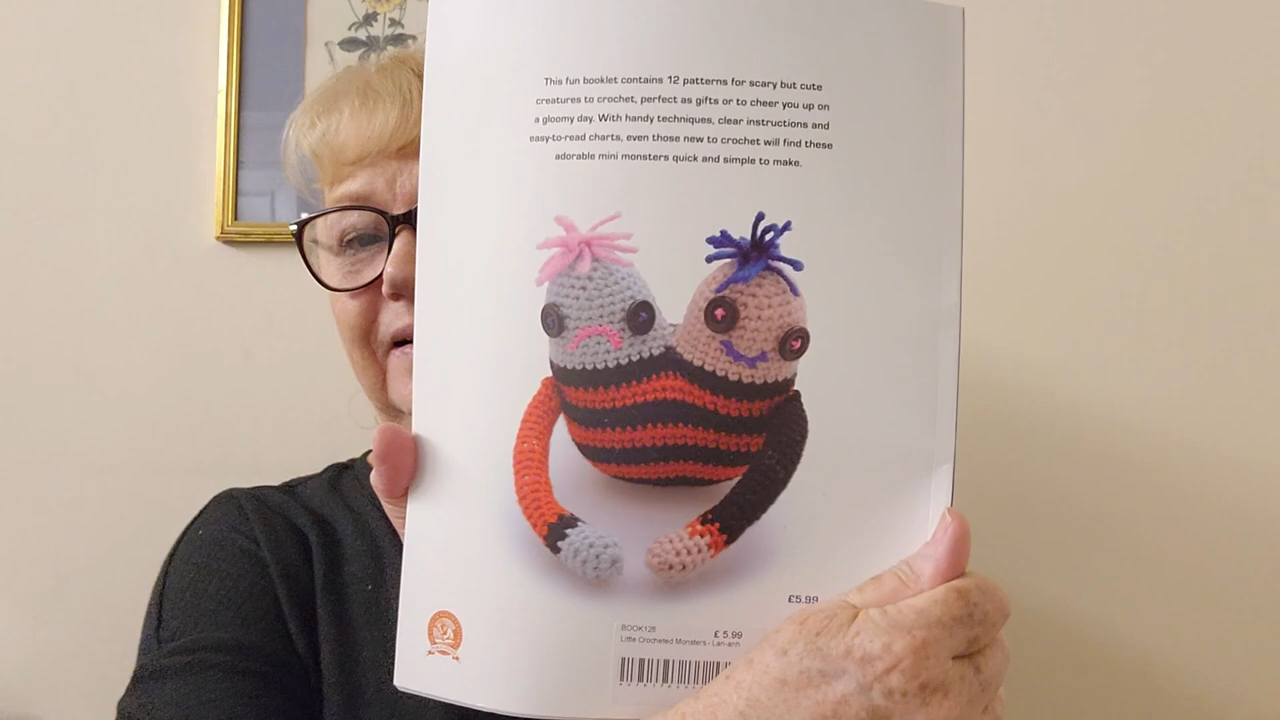 This fun booklet contains 12 patterns for scary but cute
creatures to crochet, perfect as gifts or to cheer you up on
a gloomy day. With handy techniques, clear instructions and
easy-to-read charts, even those new to crochet will find these
adorable mini monsters quick and simple to make.
£5.99
BOOK126 £ 5.99
Little Crocheted Monsters - Lan-anh